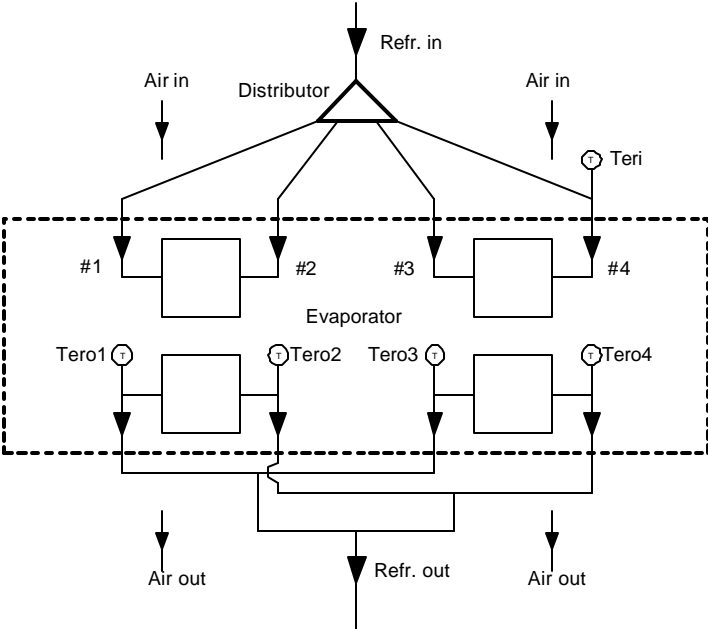 Refr. in
Air in
Distributor
Air in
T
Teri
#1
#2
#3
#4
Evaporator
Tero1
T
T
Tero2
Tero3
T
T
Tero4
Air out
Refr. out
Air out